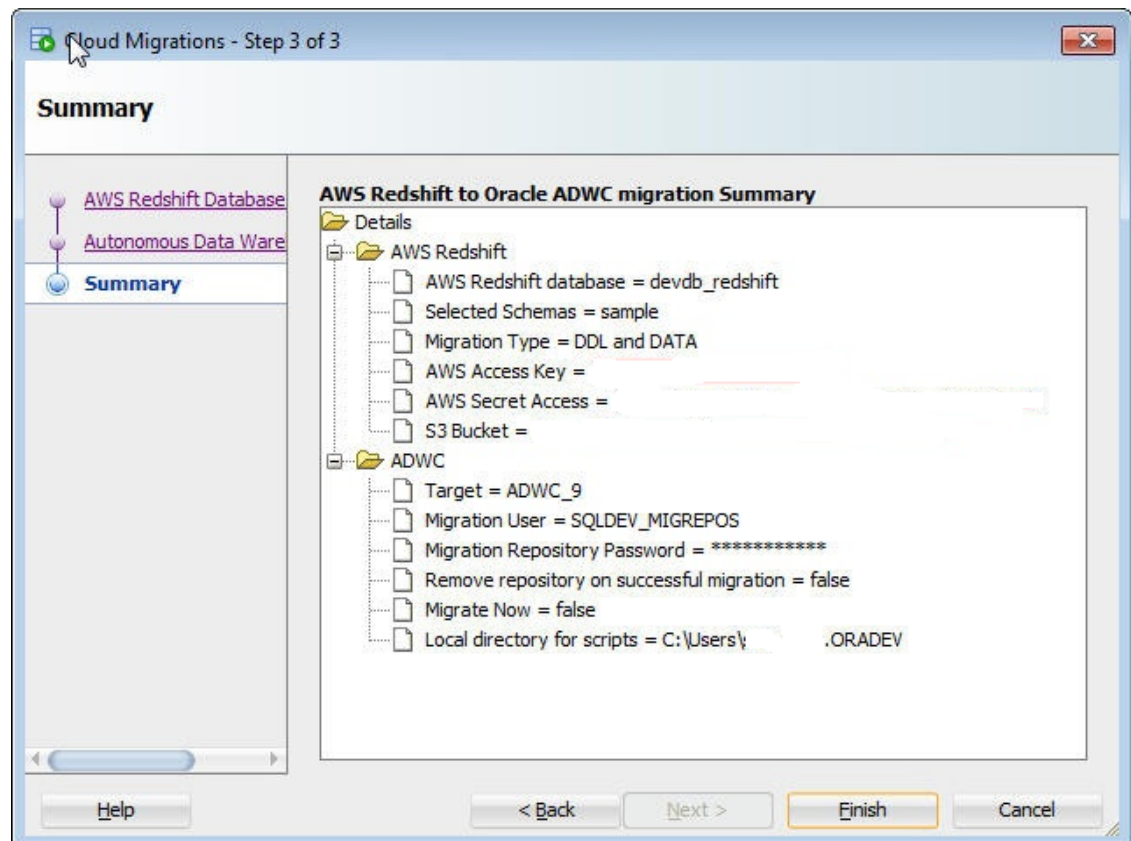 Cloud Migrations - Step 3 of 3
Summary
AWS Redshift Database
Autonomous Data Ware
Summary
AWS Redshift to Oracle ADWC migration Summary
Details
AWS Redshift
AWS Redshift database = devdb_redshift
Selected Schemas = sample
Migration Type = DDL and DATA
AWS Access Key =
AWS Secret Access =
S3 Bucket =
ADWC
Target = ADWC_9
Migration User = SQLDEV_MIGREPOS
Migration Repository Password = ***********
Remove repository on successful migration = false
Migrate Now = false
Local directory for scripts = C:\Users\ .ORADEV
Help
< Back
Next >
Finish
Cancel